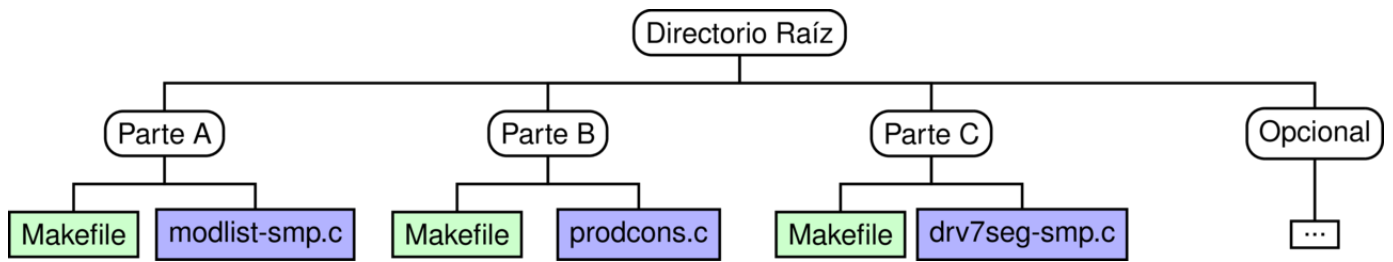 Directorio Raíz
Parte A
Parte B
Parte C
Opcional
Makefile
modlist-smp.c
Makefile
prodcons.c
Makefile
drv7seg-smp.c
...